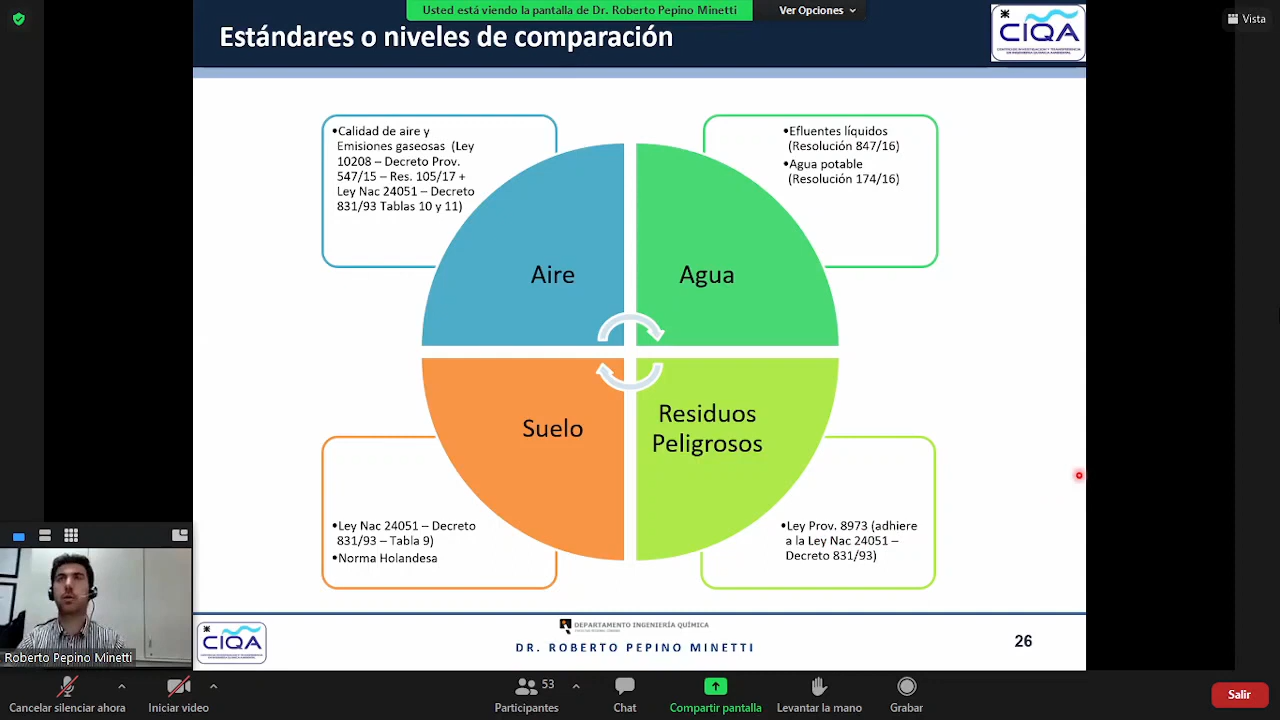 Usted está viendo la pantalla de Dr. Roberto Pepino Minetti
Ver Opciones
Vista
Estándares o niveles de comparación
CIQA
•Calidad de aire y
Emisiones gaseosas (Ley
10208 – Decreto Prov.
547/15 – Res. 105/17 +
Ley Nac 24051 – Decreto
831/93 Tablas 10 y 11)
•Efluentes líquidos
(Resolución 847/16)
•Agua potable
(Resolución 174/16)
Aire
Agua
Suelo
Residuos
Peligrosos
•Ley Nac 24051 – Decreto
831/93 – Tabla 9)
•Norma Holandesa
•Ley Prov. 8973 (adhiere
a la Ley Nac 24051 –
Decreto 831/93)
DEPARTAMENTO INGENIERÍA QUÍMICA
DR. ROBERTO PEPINO MINETTI
26
CIQA
Roberto Pepino Minetti
Cancelar silenciar ahora
Iniciar video
53
Participantes
Chat
Compartir pantalla
Levantar la mano
Grabar
Salir